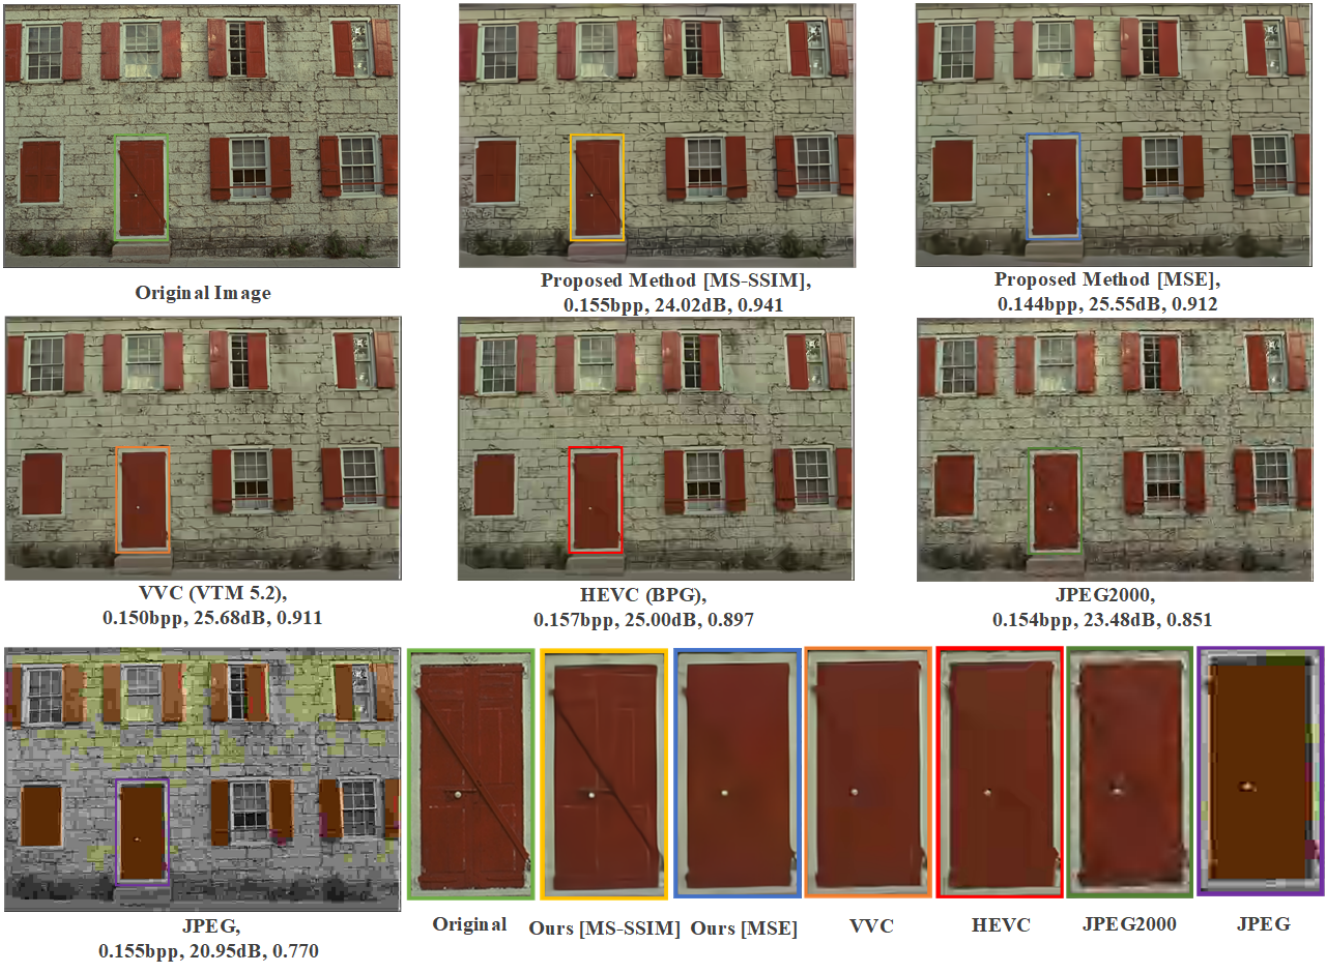 Original Image
Proposed Method [MS-SSIM],
0.155bpp, 24.02dB, 0.941
Proposed Method [MSE],
0.144bpp, 25.55dB, 0.912
VVC (VTM 5.2),
0.150bpp, 25.68dB, 0.911
HEVC (BPG),
0.157bpp, 25.00dB, 0.897
JPEG2000,
0.154bpp, 23.48dB, 0.851
JPEG,
0.155bpp, 20.95dB, 0.770
Original
Ours [MS-SSIM]
Ours [MSE]
VVC
HEVC
JPEG2000
JPEG